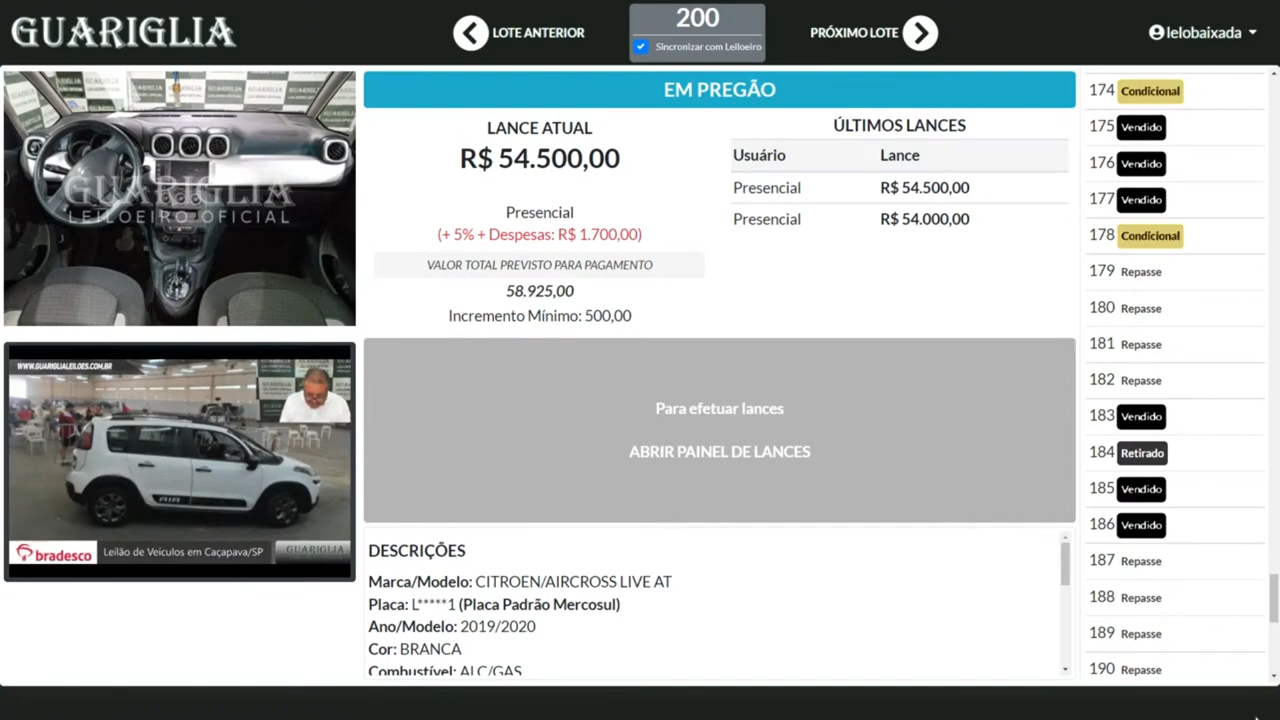 GUARIGLIA
LOTE ANTERIOR
200
Sincronizar com Leiloeiro
PRÓXIMO LOTE
lelobaixada
GUARIGLIA
LEILOEIRO OFICIAL
WWW.GUARIGLIALEILOES.COM.BR
AIR
bradesco
Leilão de Veiculos em Caçapava/SP
GUARIGLIA
EM PREGÃO
LANCE ATUAL
R$ 54.500,00
Presencial
(+ 5% + Despesas: R$ 1.700,00)
VALOR TOTAL PREVISTO PARA PAGAMENTO
58.925,00
Incremento Mínimo: 500,00
ÚLTIMOS LANCES
Usuário Lance
Presencial R$ 54.500,00
Presencial R$ 54.000,00
Para efetuar lances
ABRIR PAINEL DE LANCES
DESCRIÇÕES
Marca/Modelo: CITROEN/AIRCROSS LIVE AT
Placa: L*****1 (Placa Padrão Mercosul)
Ano/Modelo: 2019/2020
Cor: BRANCA
Combustível: ALC/GAS
174 Condicional
175 Vendido
176 Vendido
177 Vendido
178 Condicional
179 Repasse
180 Repasse
181 Repasse
182 Repasse
183 Vendido
184 Retirado
185 Vendido
186 Vendido
187 Repasse
188 Repasse
189 Repasse
190 Repasse